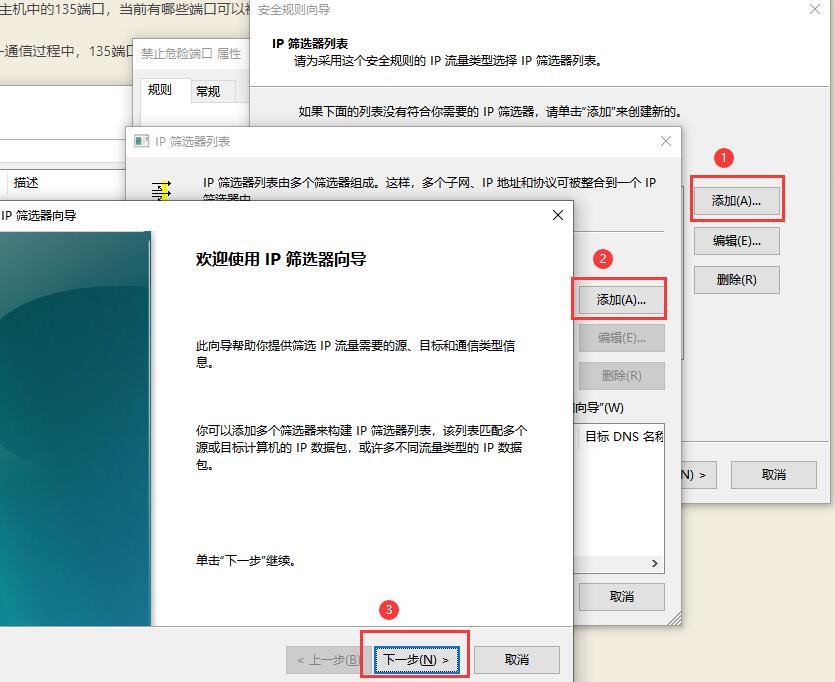 主机中的135端口，当前有哪些端口可以被
通信过程中，135端口
安全规则向导
IP 筛选器列表
请为采用这个安全规则的 IP 流量类型选择 IP 筛选器列表。
禁止危险端口 属性
规则
常规
如果下面的列表没有符合你需要的 IP 筛选器，请单击“添加”来创建新的。
1
添加(A)...
编辑(E)...
删除(R)
N) >
取消
IP 筛选器列表
IP 筛选器列表由多个筛选器组成。这样，多个子网、IP 地址和协议可被整合到一个 IP
筛选器中
描述
2
添加(A)...
编辑(E)...
删除(R)
向导”(W)
目标 DNS 名称
取消
IP 筛选器向导
欢迎使用 IP 筛选器向导
此向导帮助你提供筛选 IP 流量需要的源、目标和通信类型信
息。
你可以添加多个筛选器来构建 IP 筛选器列表，该列表匹配多个
源或目标计算机的 IP 数据包，或许多不同流量类型的 IP 数据
包。
单击“下一步”继续。
3
< 上一步(B)
下一步(N) >
取消